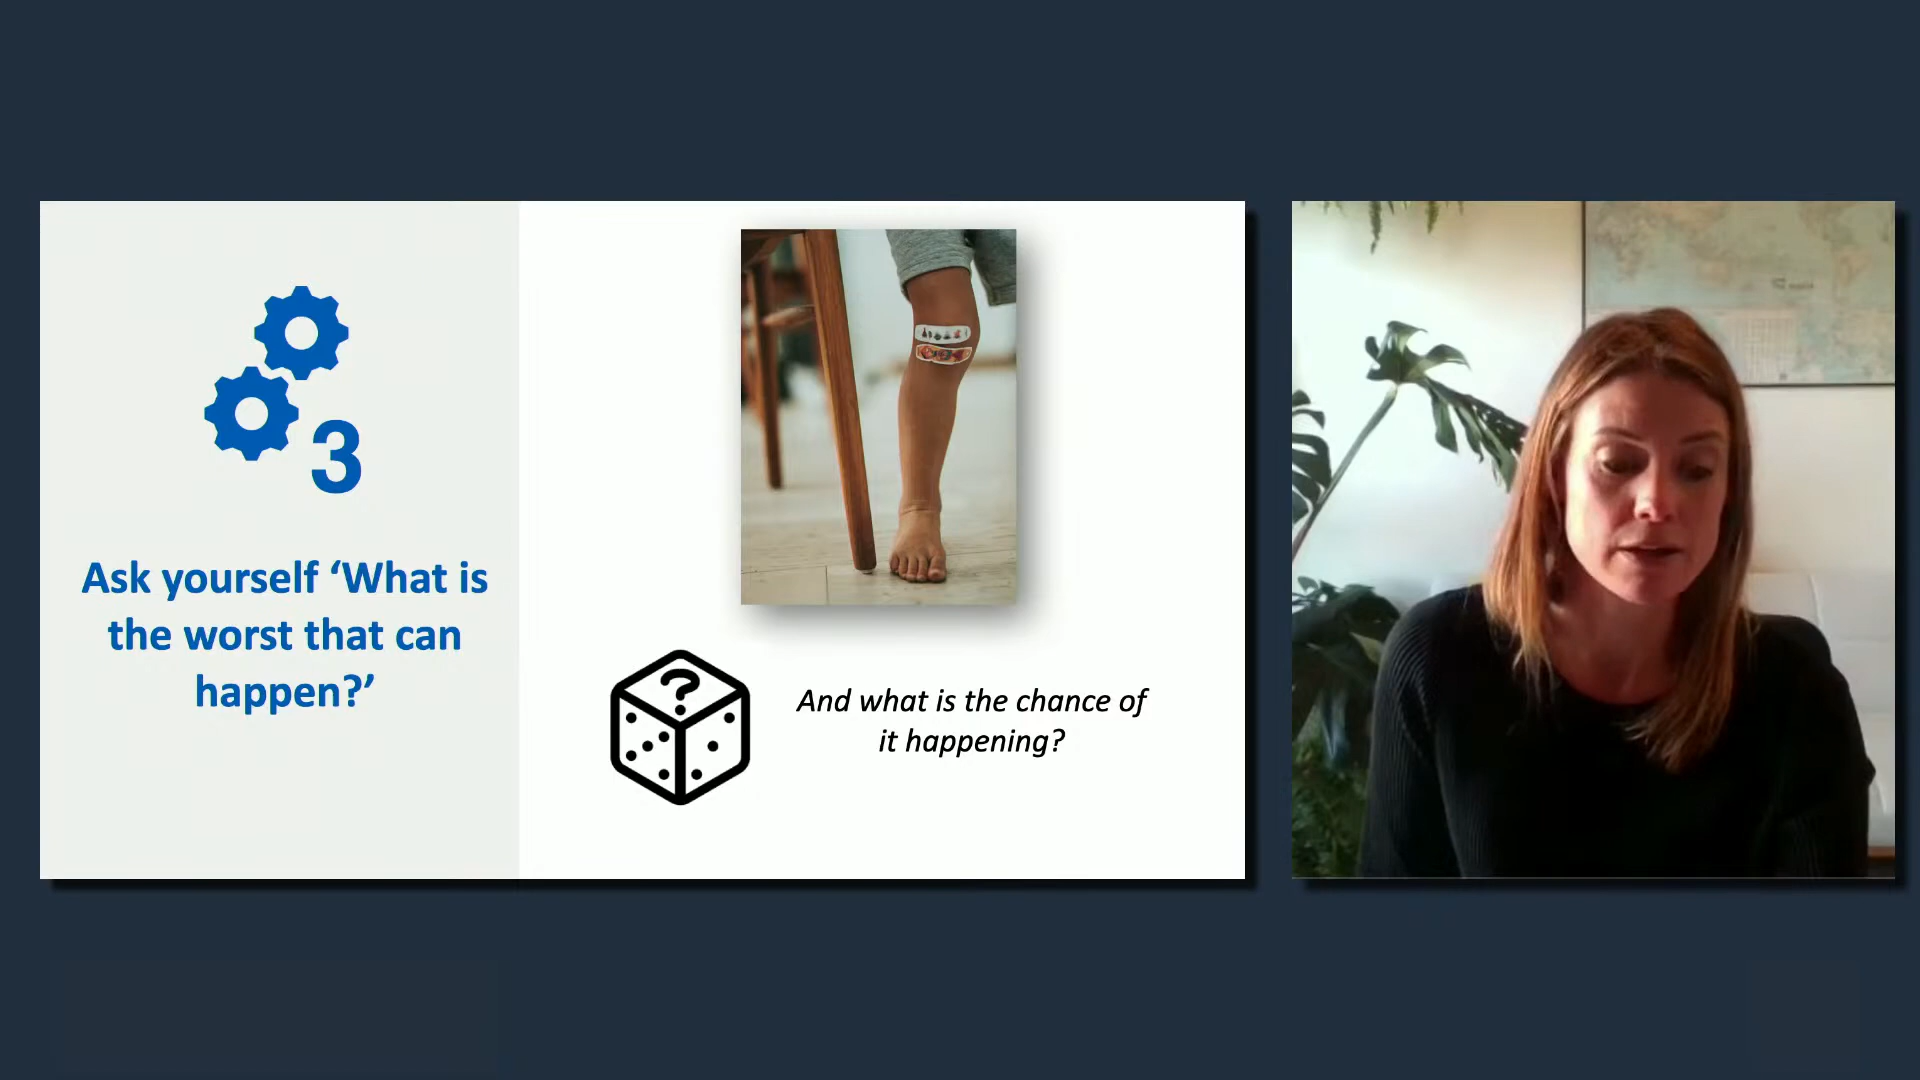 3
Ask yourself ‘What is
the worst that can
happen?’
?
And what is the chance of
it happening?